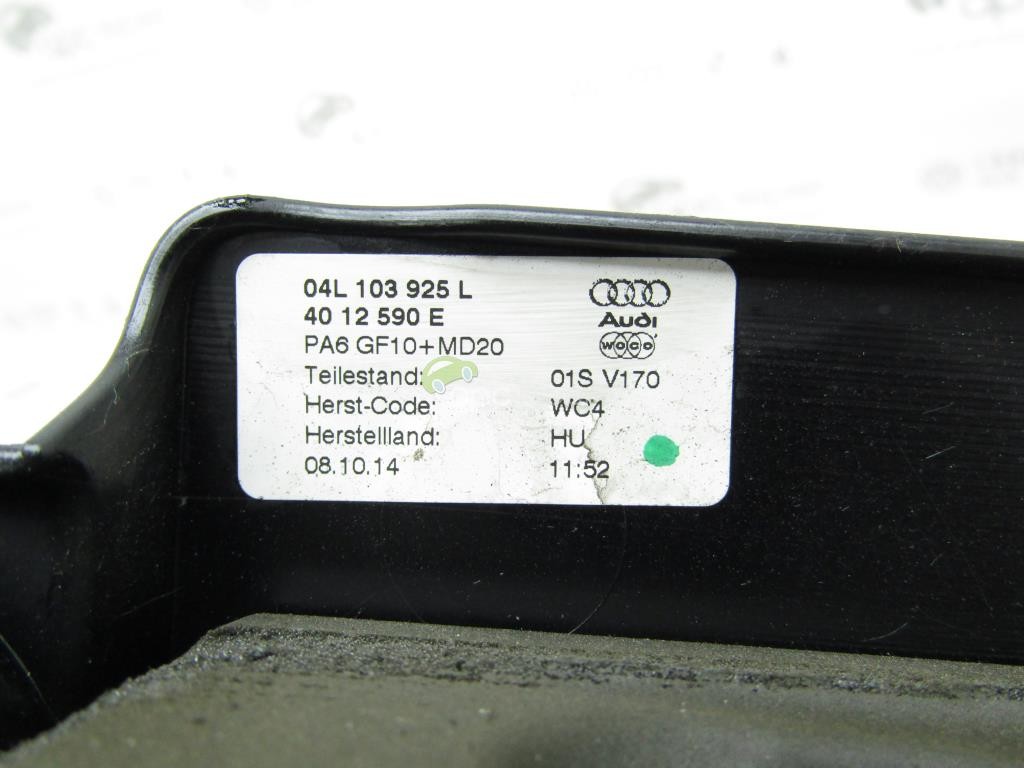 04L 103 925 L
40 12 590 E
Audi
PA6 GF10+MD20
WOCO
Teilestand: 01S V170
Herst-Code: WC4
Herstellland: HU
08.10.14 11:52